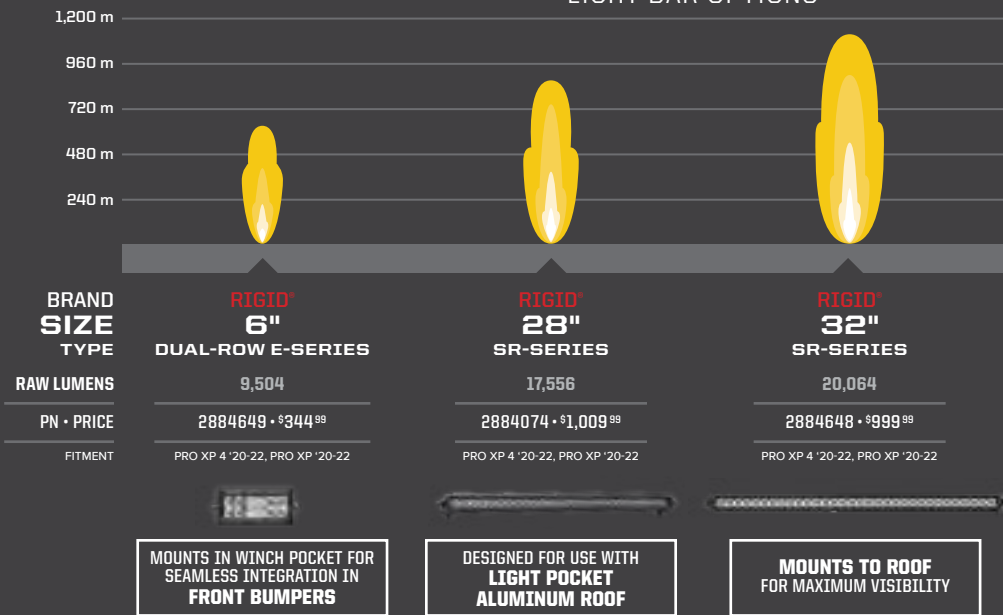 LIGHT BAR OPTIONS
1,200 m
960 m
720 m
480 m
240 m
BRAND
SIZE
TYPE
RIGID®
6"
DUAL-ROW E-SERIES
RIGID®
28"
SR-SERIES
RIGID®
32"
SR-SERIES
RAW LUMENS 9,504 17,556 20,064
PN • PRICE 2884649 • $344.99 2884074 • $1,009.99 2884648 • $999.99
FITMENT PRO XP 4 ‘20-22, PRO XP ‘20-22 PRO XP 4 ‘20-22, PRO XP ‘20-22 PRO XP 4 ‘20-22, PRO XP ‘20-22
MOUNTS IN WINCH POCKET FOR
SEAMLESS INTEGRATION IN
FRONT BUMPERS
DESIGNED FOR USE WITH
LIGHT POCKET
ALUMINUM ROOF
MOUNTS TO ROOF
FOR MAXIMUM VISIBILITY